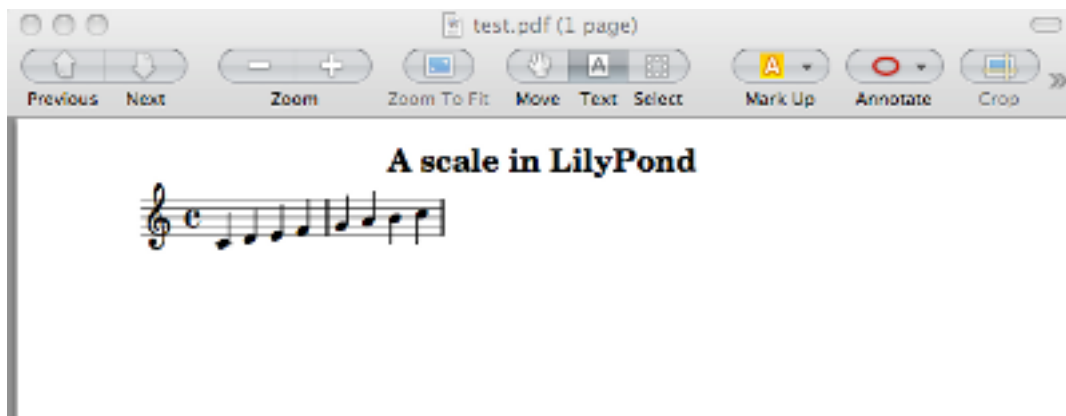 test.pdf (1 page)
Previous Next Zoom Zoom To Fit Move Text Select Mark Up Annotate Crop
A scale in LilyPond